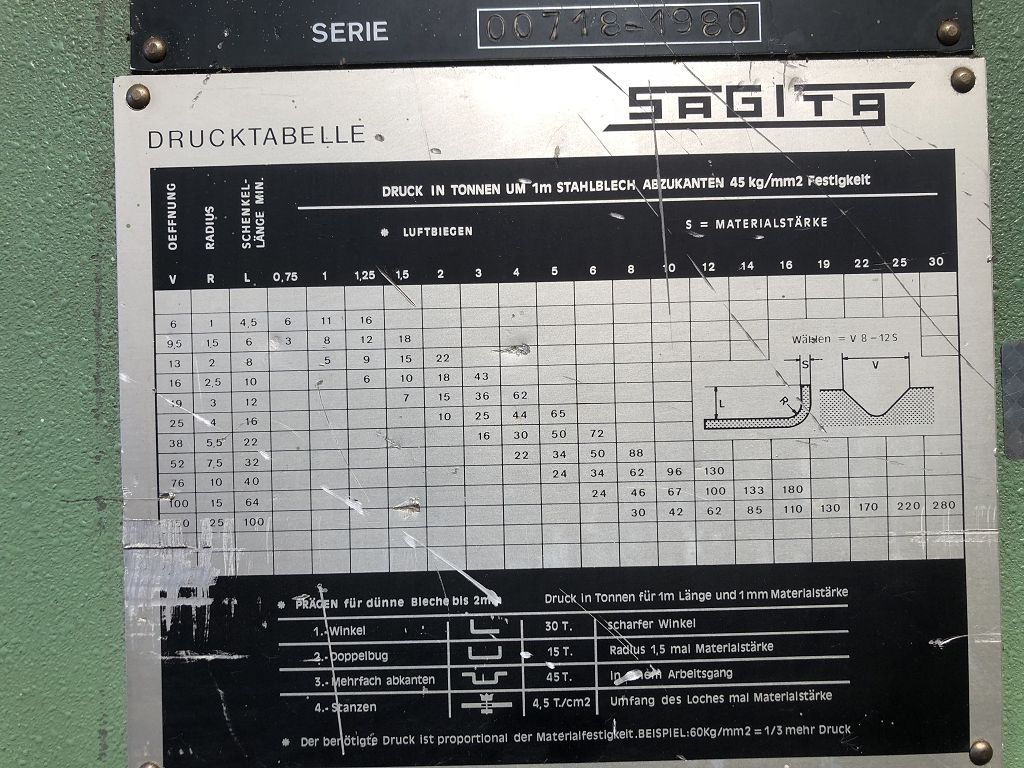 SERIE 00718-1980
SAGITA
DRUCKTABELLE
DRUCK IN TONNEN UM 1m STAHLBLECH ABZUKANTEN 45 kg/mm2 Festigkeit
OEFFNUNG RADIUS SCHENKEL-LÄNGE MIN.
* LUFTBIEGEN S = MATERIALSTÄRKE
V R L 0,75 1 1,25 1,5 2 3 4 5 6 8 10 12 14 16 19 22 25 30
6 1 4,5 6 11 16
9,5 1,5 6 3 8 12 18
13 2 8 5 9 15 22
16 2,5 10 6 10 18 43
19 3 12 7 15 36 62
25 4 16 10 25 44 65
38 5,5 22 16 30 50 72
52 7,5 32 22 34 50 88
76 10 40 24 34 62 96 130
100 15 64 24 46 67 100 133 180
25 100 30 42 62 85 110 130 170 220 280
Wählen = V 8-12 S
S V
L R
* PRÄGEN für dünne Bleche bis 2mm Druck in Tonnen für 1m Länge und 1 mm Materialstärke
1.-Winkel 30 T. scharfer Winkel
2.-Doppelbug 15 T. Radius 1,5 mal Materialstärke
3.-Mehrfach abkanten 45 T. In einem Arbeitsgang
4.-Stanzen 4,5 T./cm2 Umfang des Loches mal Materialstärke
* Der benötigte Druck ist proportional der Materialfestigkeit.BEISPIEL:60Kg/mm2 = 1/3 mehr Druck